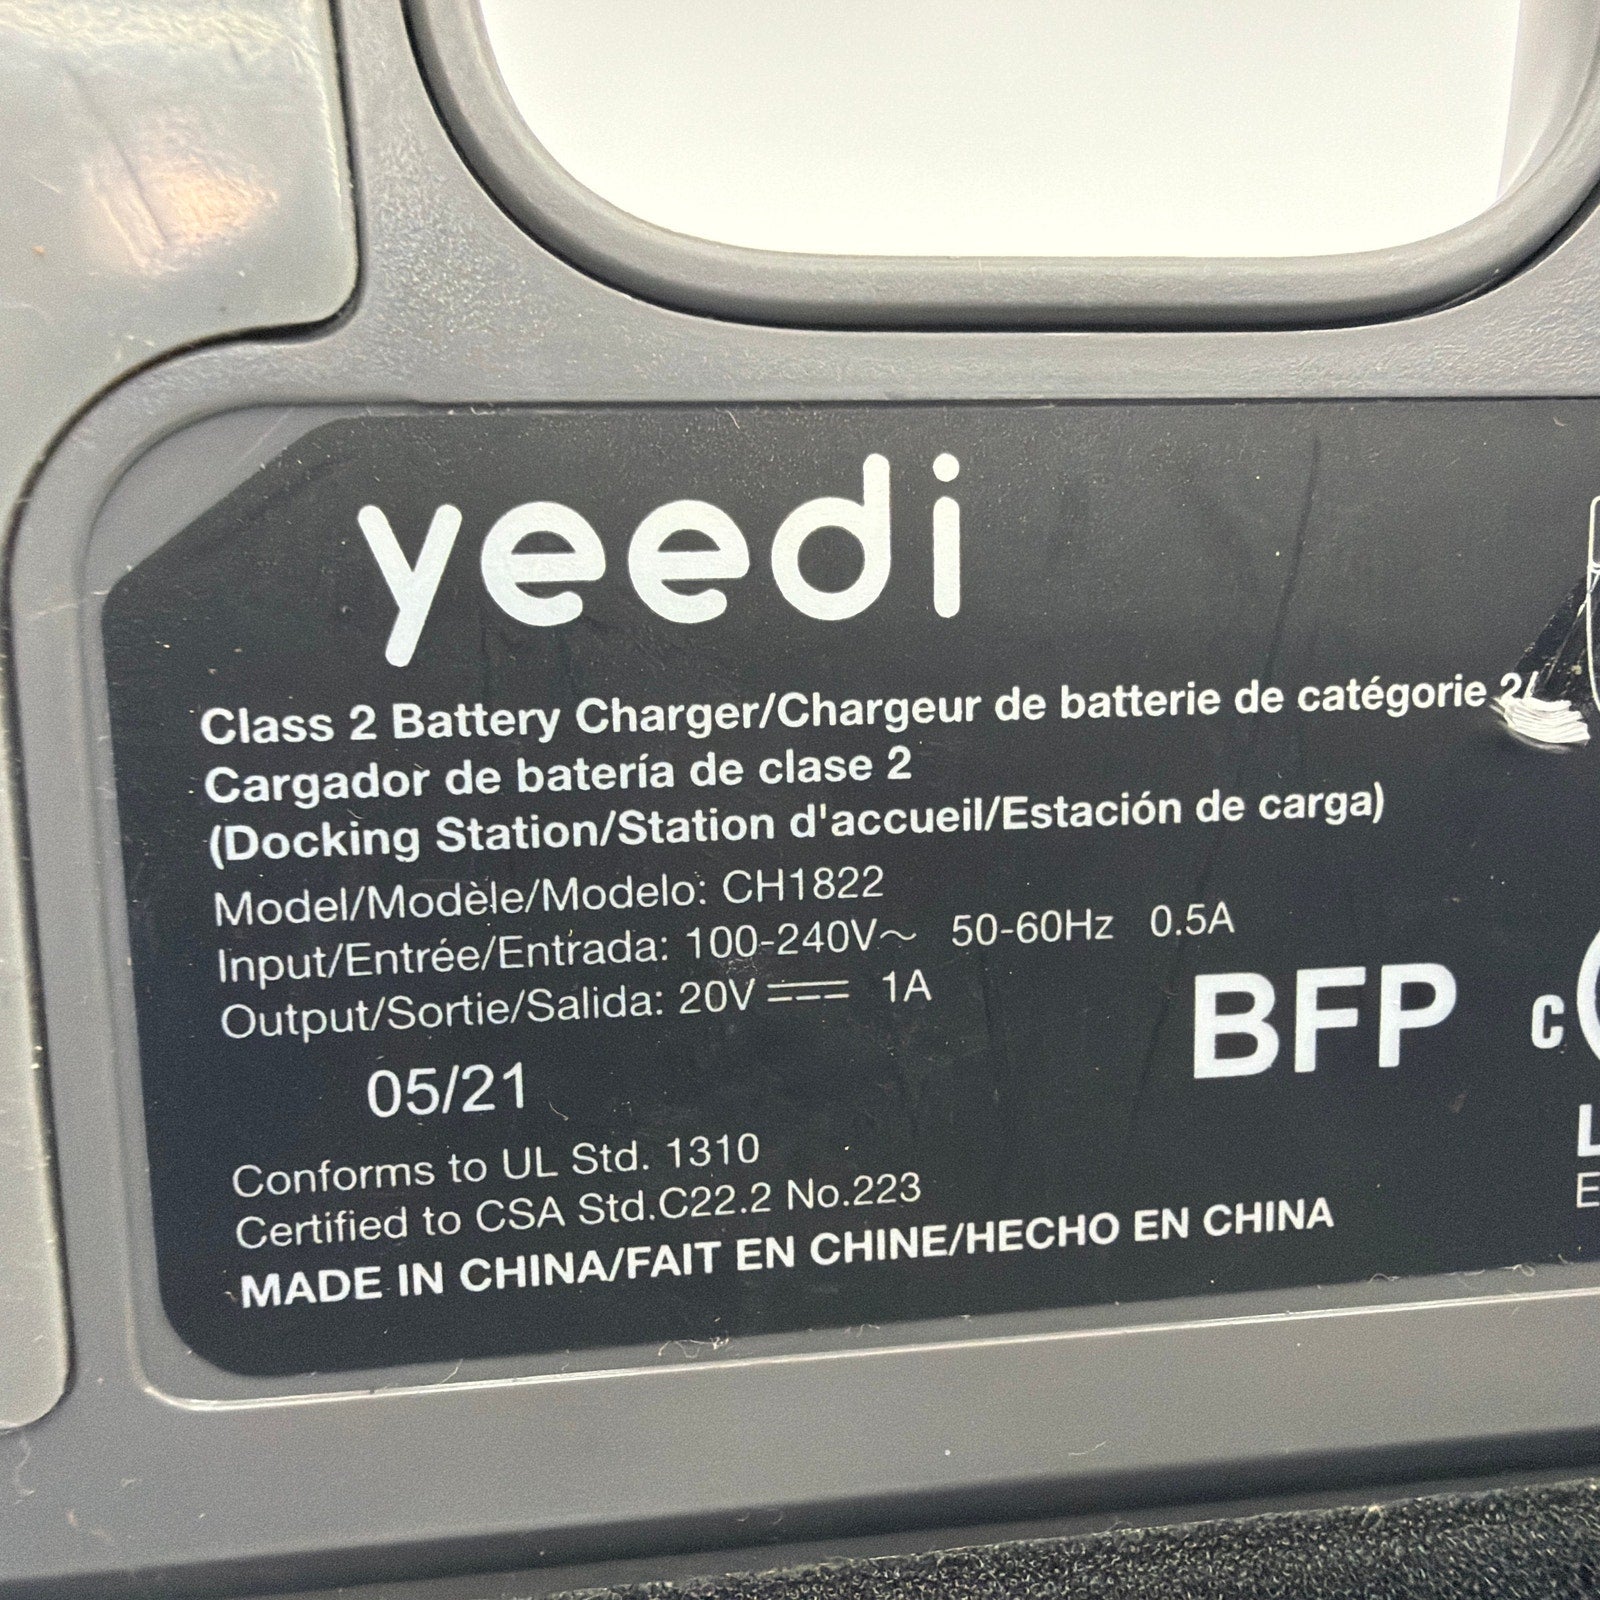 yeedi
Class 2 Battery Charger/Chargeur de batterie de catégorie 2/
Cargador de batería de clase 2
(Docking Station/Station d'accueil/Estación de carga)
Model/Modèle/Modelo: CH1822
Input/Entrée/Entrada: 100-240V~ 50-60Hz 0.5A
Output/Sortie/Salida: 20V⎓ 1A
BFP
c
05/21
L
E
Conforms to UL Std. 1310
Certified to CSA Std.C22.2 No.223
MADE IN CHINA/FAIT EN CHINE/HECHO EN CHINA